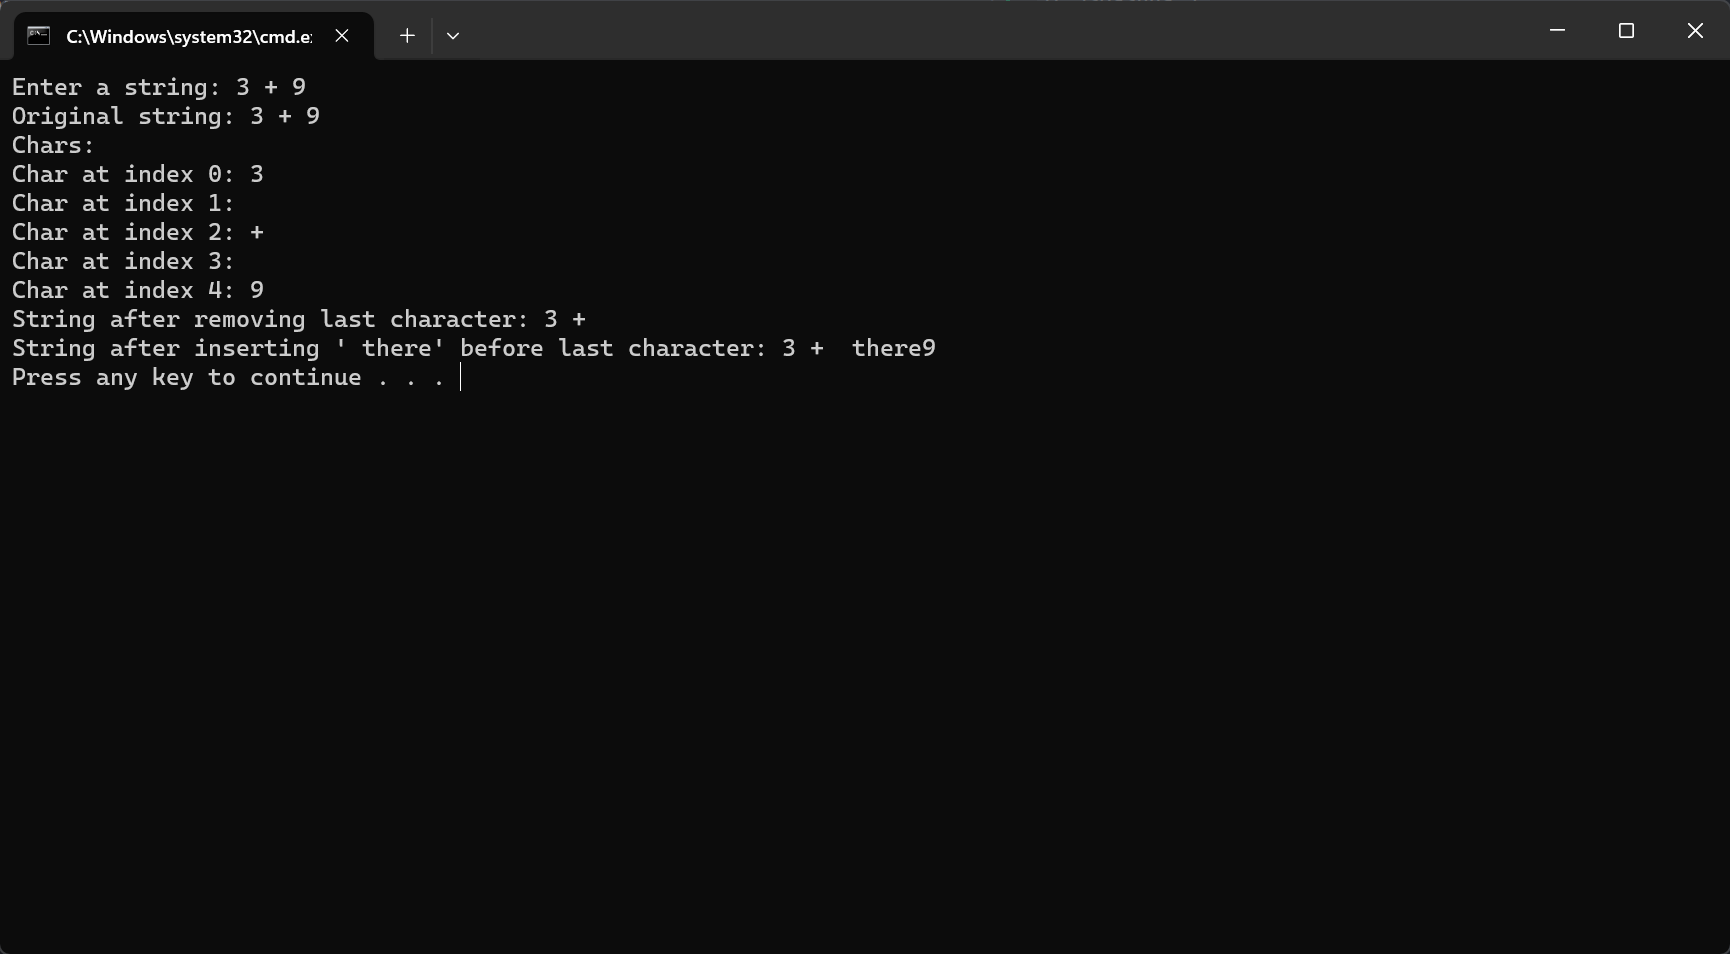 C:\Windows\system32\cmd.e
Enter a string: 3 + 9
Original string: 3 + 9
Chars:
Char at index 0: 3
Char at index 1:
Char at index 2: +
Char at index 3:
Char at index 4: 9
String after removing last character: 3 +
String after inserting ' there' before last character: 3 +  there9
Press any key to continue . . .